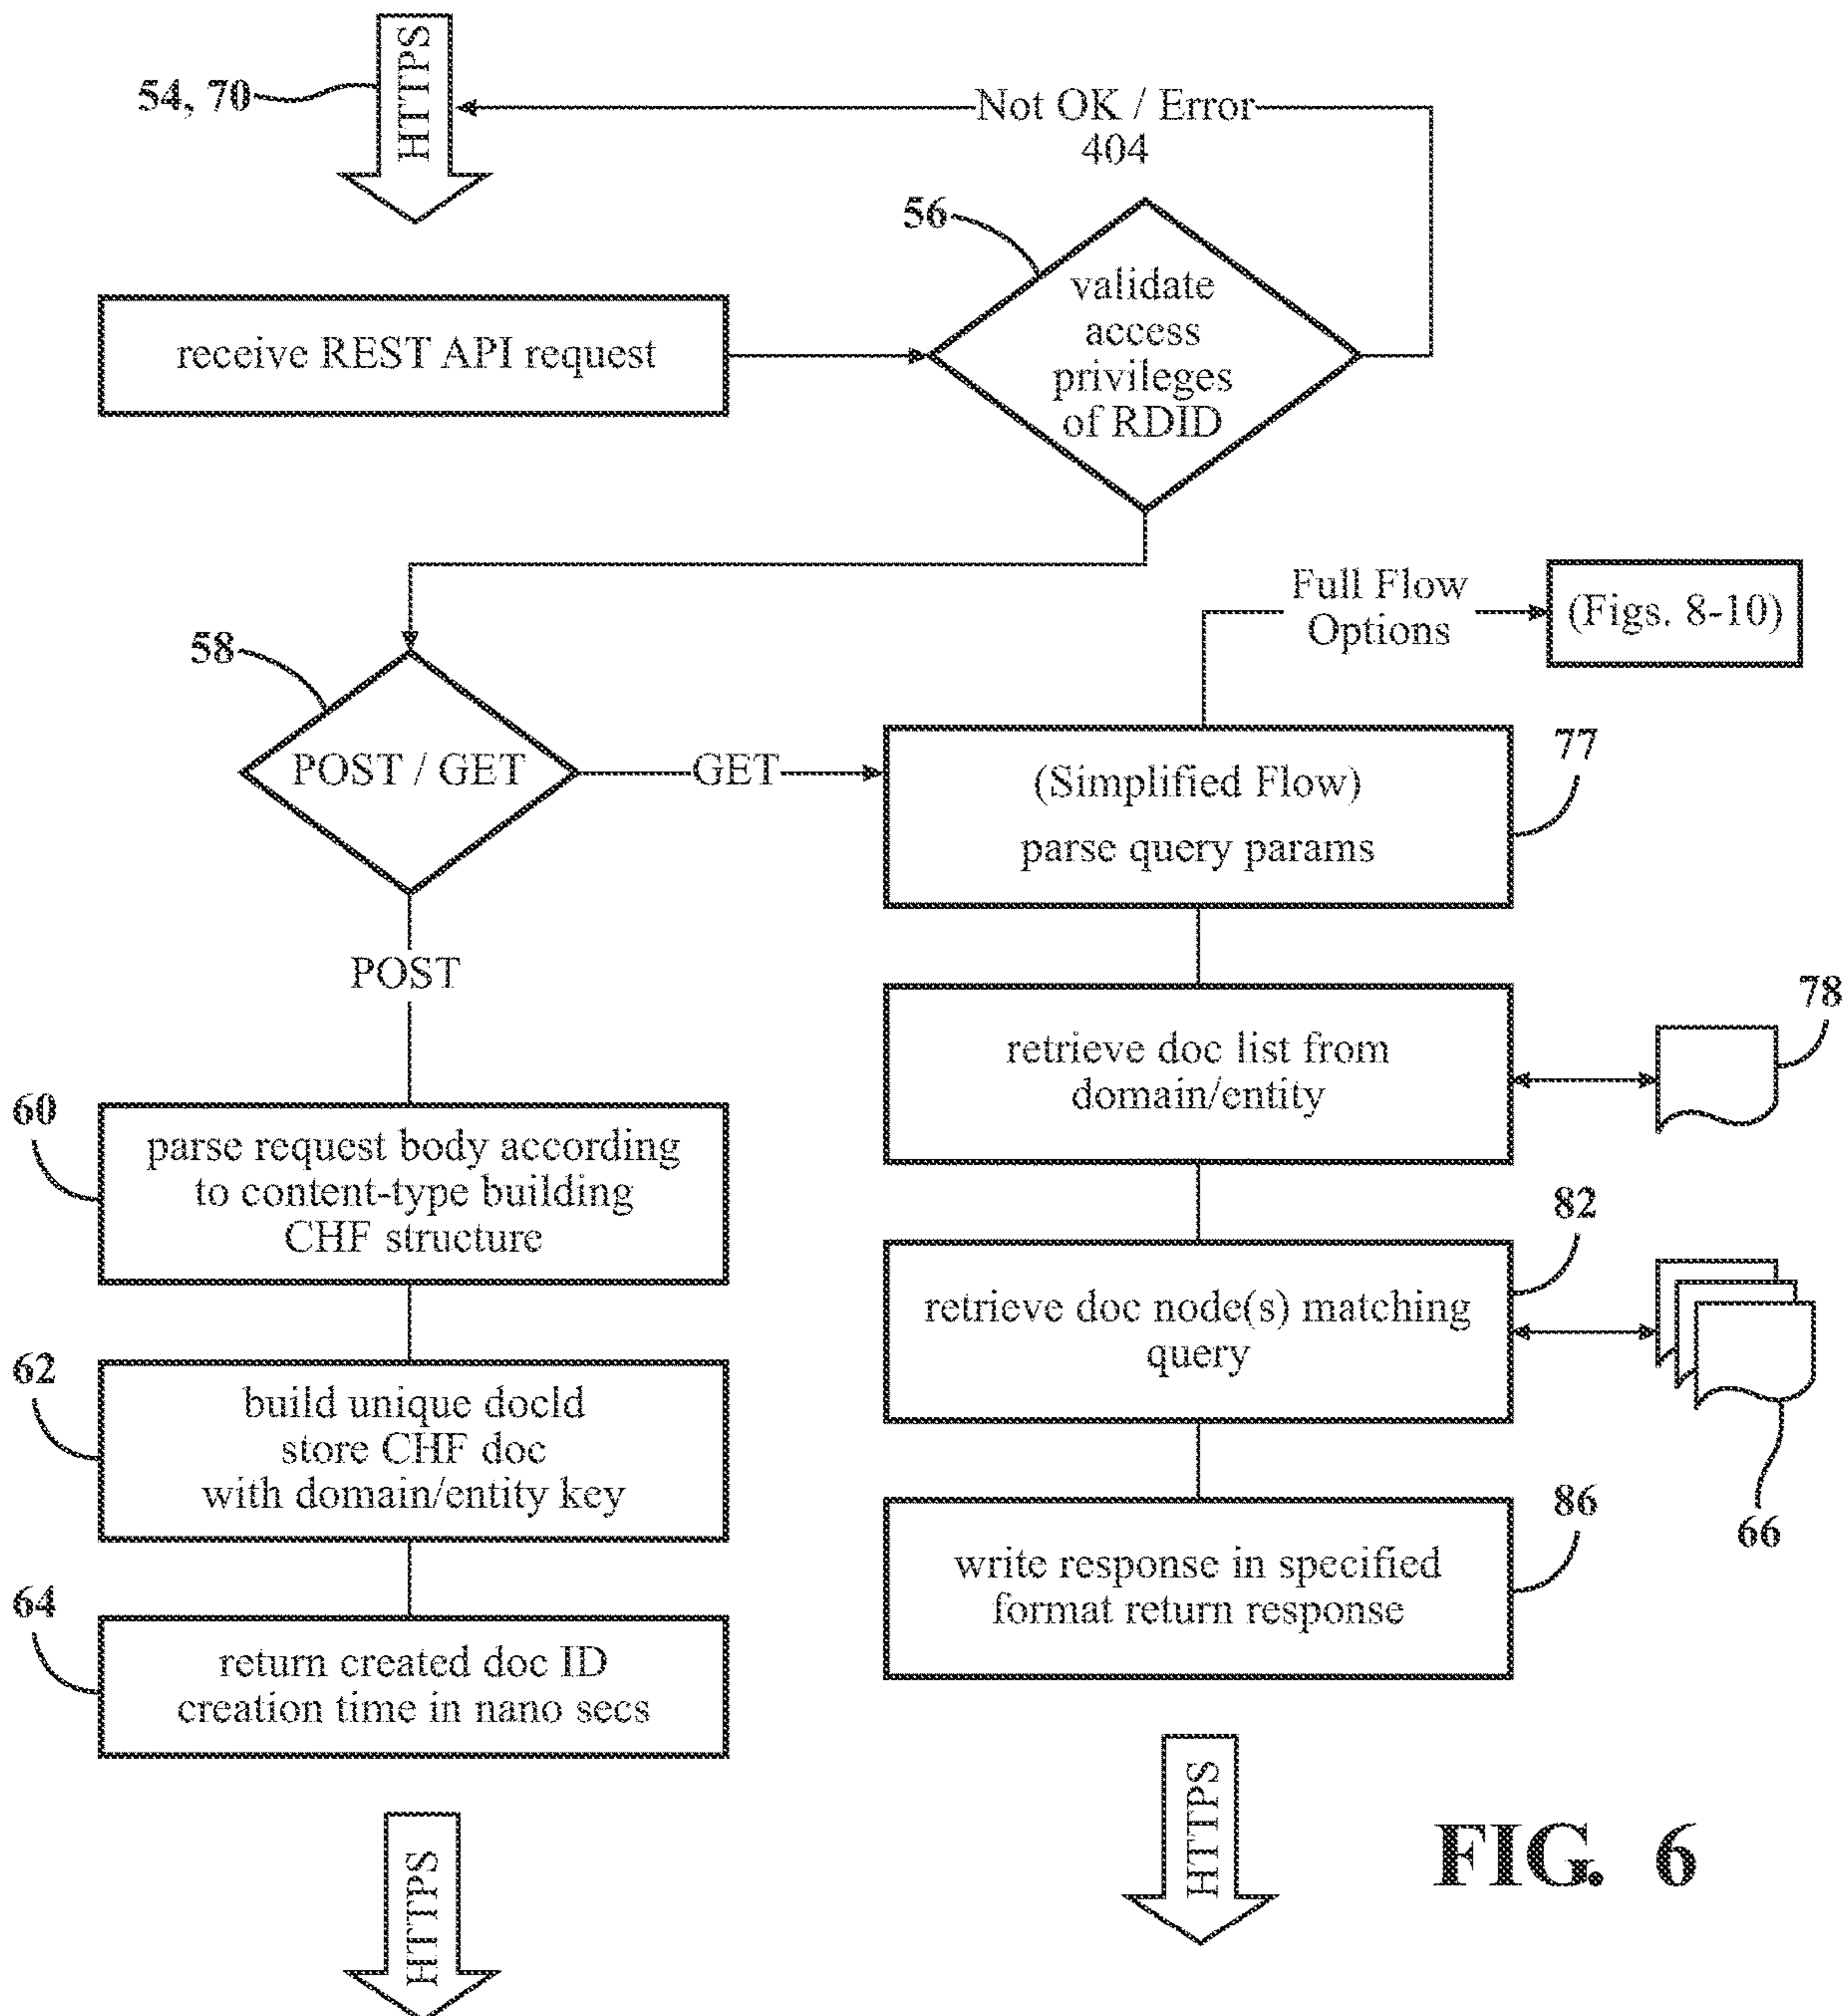 HTTPS
54, 70
Not OK / Error
404
56
validate
access
privileges
of RDID
receive REST API request
Full Flow
Options
(Figs. 8-10)
58
POST / GET
GET
(Simplified Flow)
parse query params
77
POST
retrieve doc list from
domain/entity
78
60
parse request body according
to content-type building
CHF structure
82
retrieve doc node(s) matching
query
66
62
build unique docId
store CHF doc
with domain/entity key
86
write response in specified
format return response
64
return created doc ID
creation time in nano secs
HTTPS
HTTPS
FIG. 6